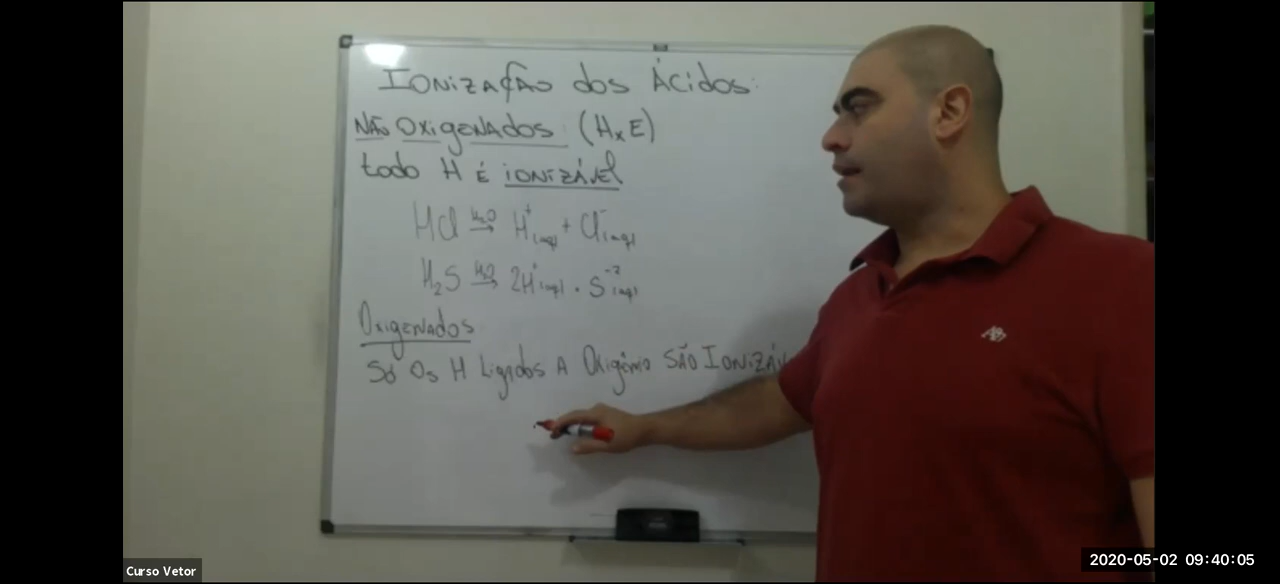 IONIZAÇÃO dos Ácidos:
NÃO OXIGENADOS: (HₓE)
todo H É IONIZÁVEL
HCl H₂O→ H⁺(aq) + Cl⁻(aq)
H₂S H₂O→ 2H⁺(aq) + S⁻²(aq)
OXIGENADOS
SÓ OS H LIGADOS A OXIGÊNIO SÃO IONIZÁV
Curso Vetor
2020-05-02 09:40:05